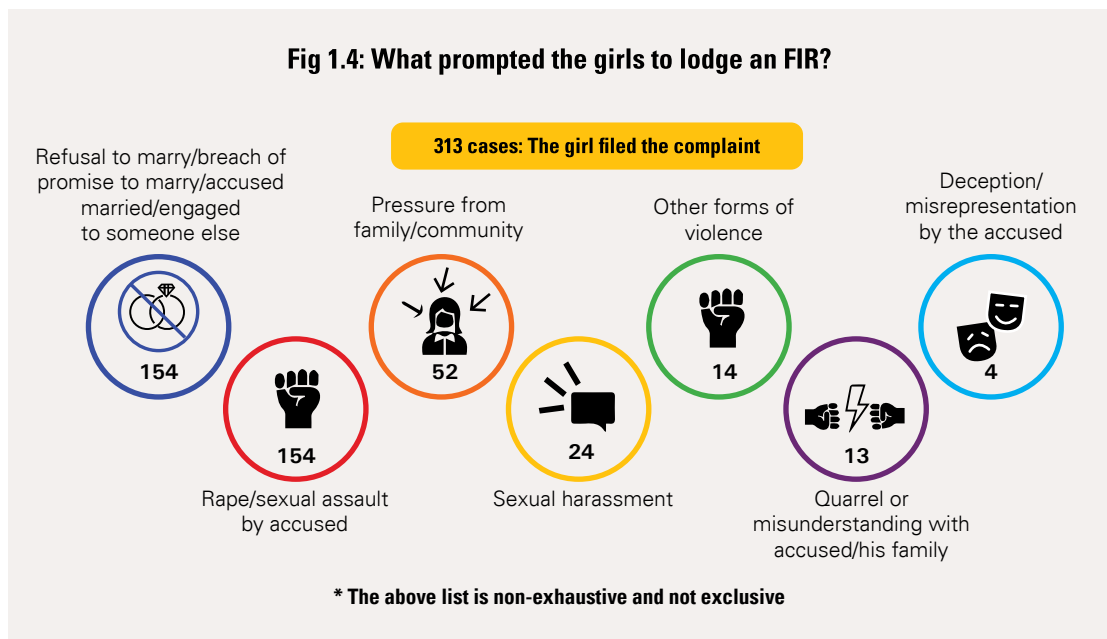 Fig 1.4: What prompted the girls to lodge an FIR?
313 cases: The girl filed the complaint
Refusal to marry/breach of
promise to marry/accused
married/engaged
to someone else
154
Rape/sexual assault
by accused
154
Pressure from
family/community
52
Sexual harassment
24
Other forms of
violence
14
Quarrel or
misunderstanding with
accused/his family
13
Deception/
misrepresentation
by the accused
4
* The above list is non-exhaustive and not exclusive